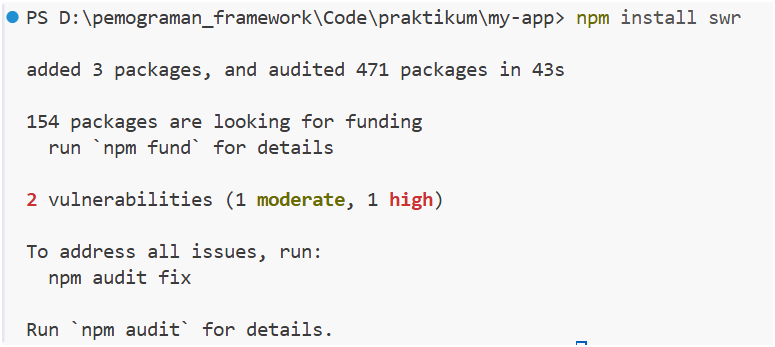 PS D:\pemograman_framework\Code\praktikum\my-app> npm install swr
added 3 packages, and audited 471 packages in 43s
154 packages are looking for funding
  run `npm fund` for details
2 vulnerabilities (1 moderate, 1 high)
To address all issues, run:
  npm audit fix
Run `npm audit` for details.